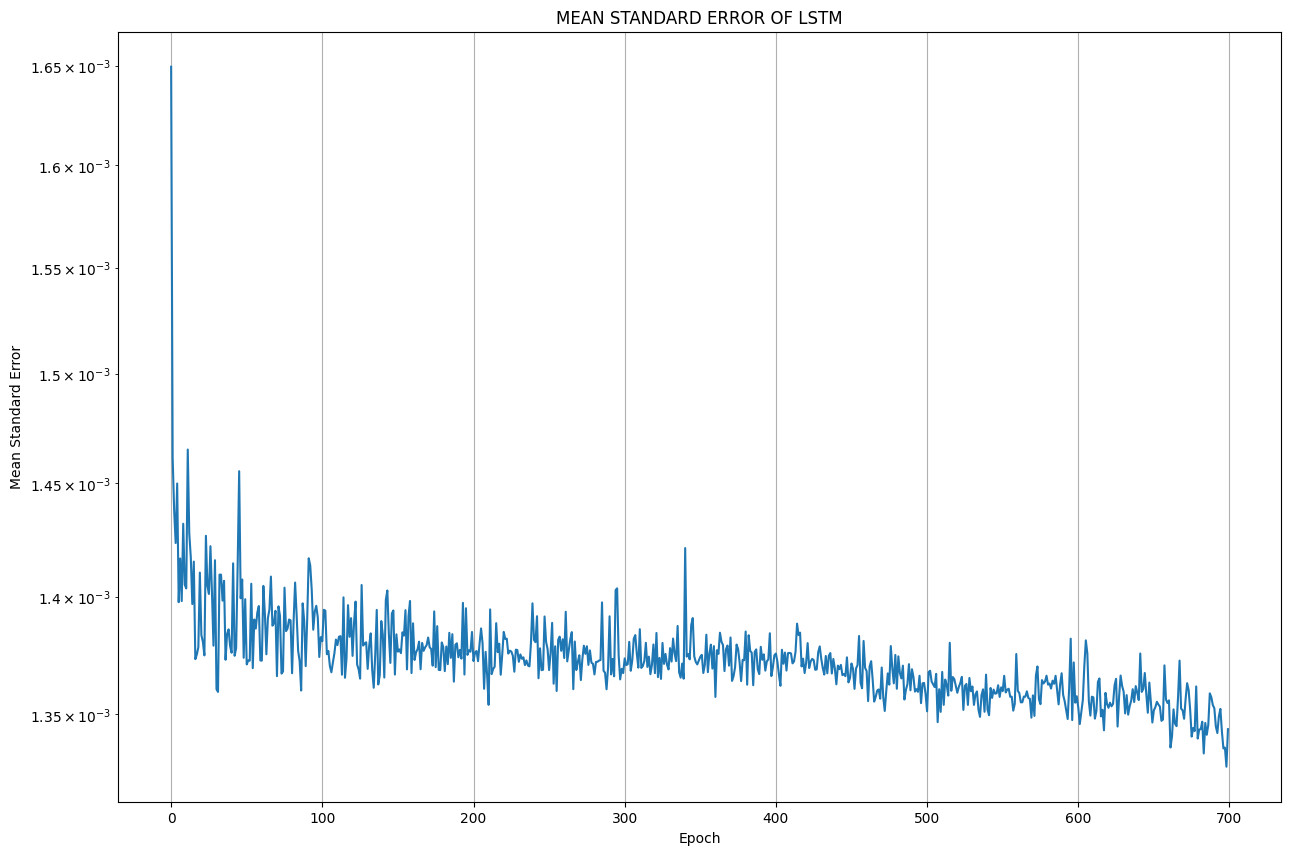 MEAN STANDARD ERROR OF LSTM
Mean Standard Error
1.65 × 10⁻³
1.6 × 10⁻³
1.55 × 10⁻³
1.5 × 10⁻³
1.45 × 10⁻³
1.4 × 10⁻³
1.35 × 10⁻³
0 100 200 300 400 500 600 700
Epoch